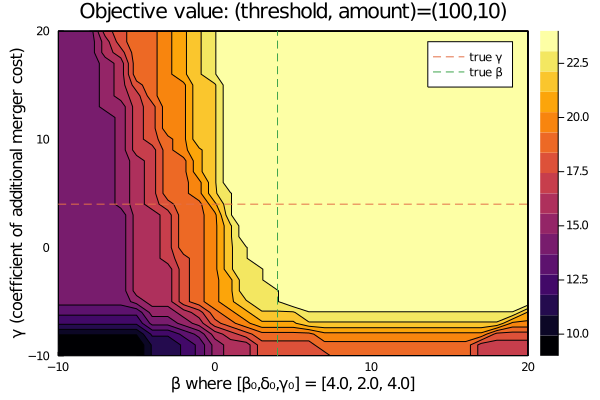 Objective value: (threshold, amount)=(100,10)
20
10
0
−10
γ (coefficient of additional merger cost)
true γ
true β
22.5
20.0
17.5
15.0
12.5
10.0
−10
0
10
20
β where [β₀,δ₀,γ₀] = [4.0, 2.0, 4.0]